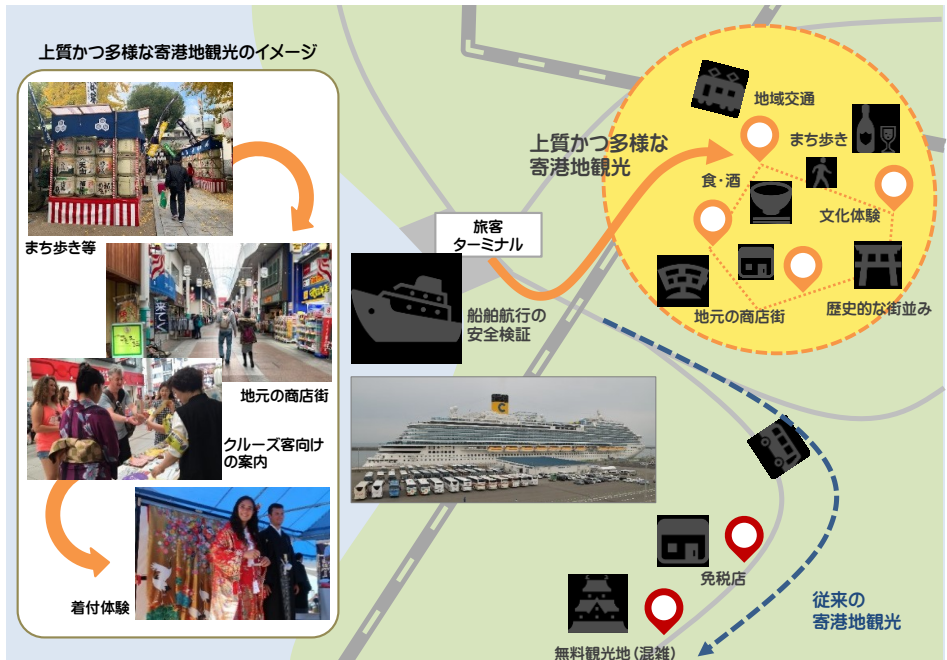 上質かつ多様な寄港地観光のイメージ
まち歩き等
地元の商店街
クルーズ客向け
の案内
着付体験
上質かつ多様な
寄港地観光
旅客
ターミナル
船舶航行の
安全検証
地域交通
まち歩き
食・酒
文化体験
地元の商店街
歴史的な街並み
C
免税店
無料観光地(混雑)
従来の
寄港地観光